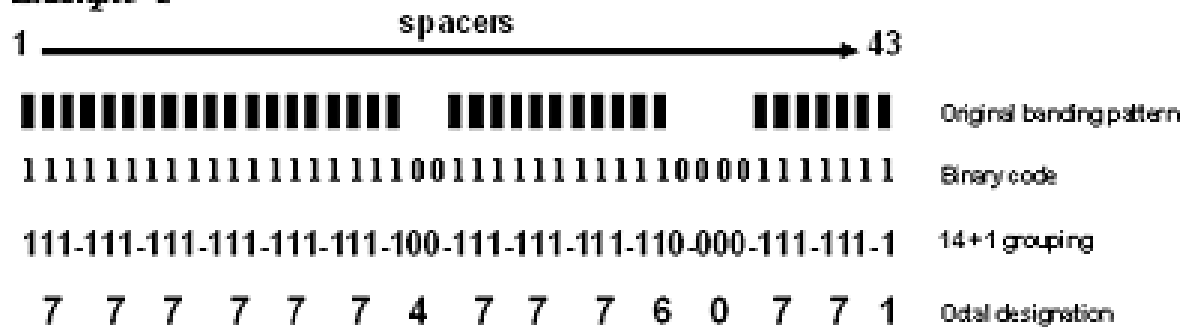 spacers
1 43
Original banding pattern
1111111111111111111001111111111100001111111 Binary code
111-111-111-111-111-111-100-111-111-111-110-000-111-111-1 14+1 grouping
7 7 7 7 7 7 4 7 7 7 6 0 7 7 1 Octal designation